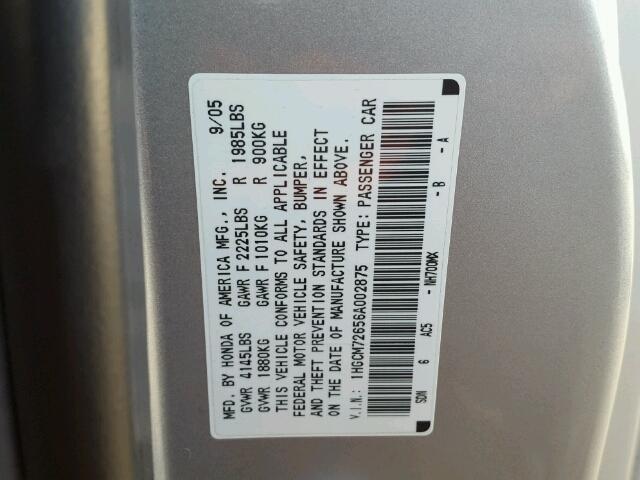 MFD. BY HONDA OF AMERICA MFG., INC. 9/05
GVWR 4145LBS GAWR F 2225LBS R 1985LBS
GVWR 1880KG GAWR F 1010KG R 900KG
THIS VEHICLE CONFORMS TO ALL APPLICABLE
FEDERAL MOTOR VEHICLE SAFETY, BUMPER,
AND THEFT PREVENTION STANDARDS IN EFFECT
ON THE DATE OF MANUFACTURE SHOWN ABOVE.
V.I.N.: 1HGCM72656A002875 TYPE: PASSENGER CAR
SDN 6 AC5 - NH700MX - B - A